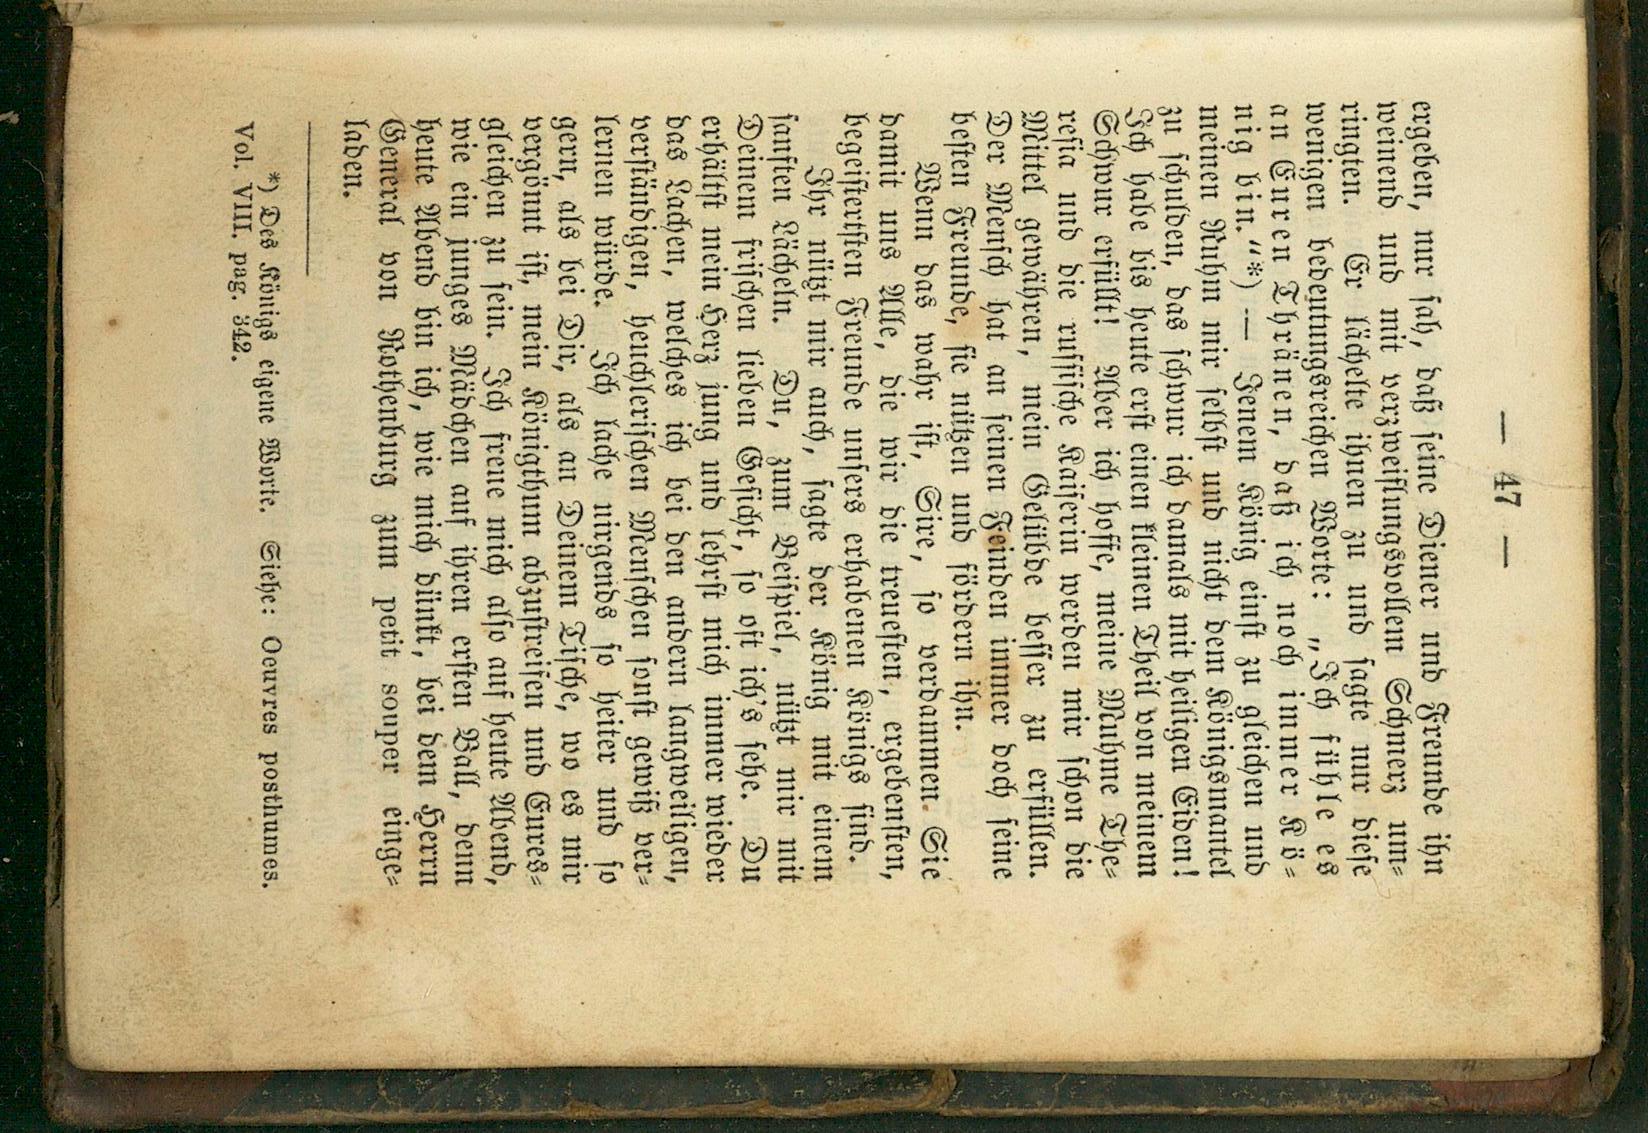 — 47 —
ergeben, nur sah, daß seine Diener und Freunde ihn
weinend und mit verzweiflungsvollem Schmerz um-
ringten. Er lächelte ihnen zu und sagte nur diese
wenigen bedeutungsreichen Worte: „Ich fühle es
an Euren Thränen, daß ich noch immer Kö-
nig bin.“*) — Jenem König einst zu gleichen und
meinen Ruhm mir selbst und nicht dem Königsmantel
zu schulden, das schwur ich damals mit heiligen Eiden!
Ich habe bis heute erst einen kleinen Theil von meinem
Schwur erfüllt! Aber ich hoffe, meine Muhme The-
resia und die russische Kaiserin werden mir schon die
Mittel gewähren, mein Gelübde besser zu erfüllen.
Der Mensch hat an seinen Feinden immer doch seine
besten Freunde, sie nützen und fördern ihn.
Wenn das wahr ist, Sire, so verdammen Sie
damit uns Alle, die wir die treuesten, ergebensten,
begeistertsten Freunde unsers erhabenen Königs sind.
Ihr nützt mir auch, sagte der König mit einem
sanften Lächeln. Du, zum Beispiel, nützt mir mit
Deinem frischen lieben Gesicht, so oft ich's sehe. Du
erhältst mein Herz jung und lehrst mich immer wieder
das Lachen, welches ich bei den andern langweiligen,
verständigen, heuchlerischen Menschen sonst gewiß ver-
lernen würde. Ich lache nirgends so heiter und so
gern, als bei Dir, als an Deinem Tische, wo es mir
vergönnt ist, mein Königthum abzustreifen und Eures-
gleichen zu sein. Ich freue mich also auf heute Abend,
wie ein junges Mädchen auf ihren ersten Ball, denn
heute Abend bin ich, wie mich dünkt, bei dem Herrn
General von Rothenburg zum petit souper einge-
laden.
*) Des Königs eigene Worte. Siehe: Oeuvres posthumes.
Vol. VIII. pag. 342.